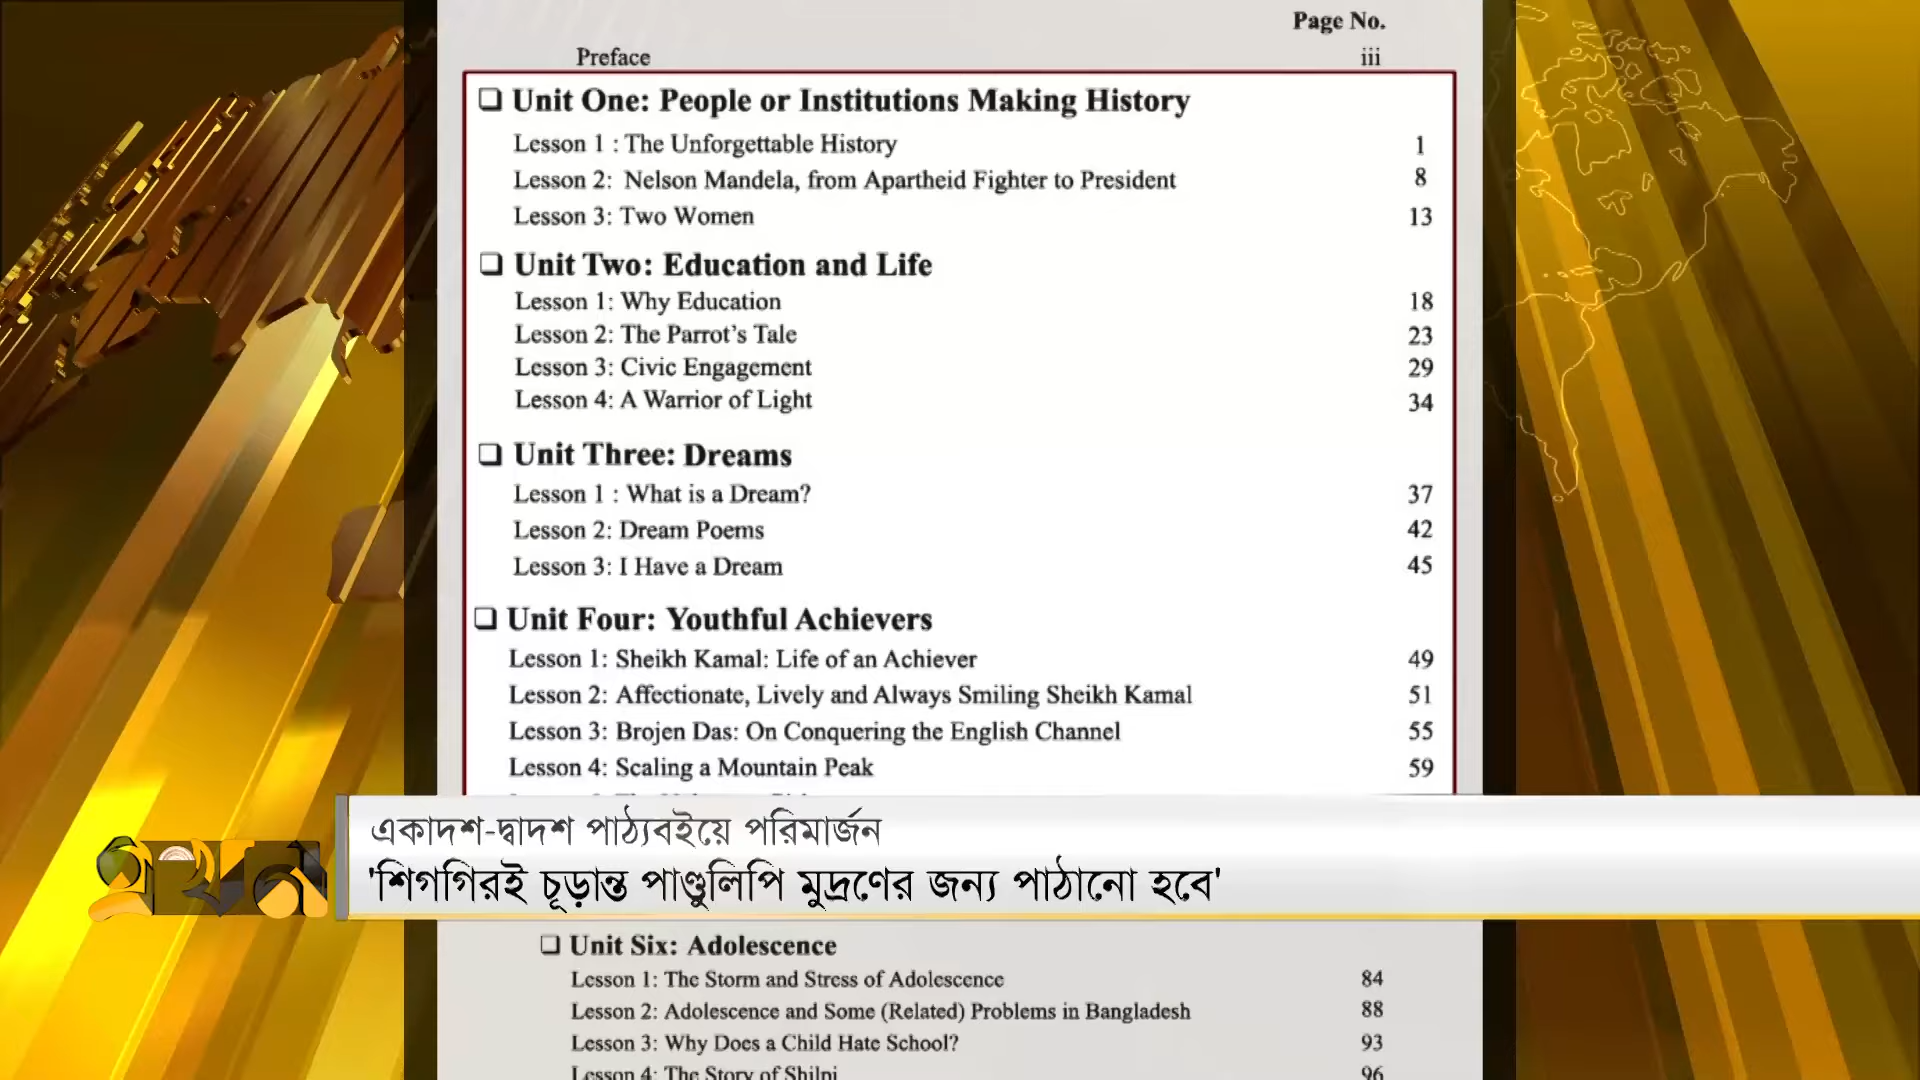 Page No.
Preface iii
❑ Unit One: People or Institutions Making History
Lesson 1 : The Unforgettable History 1
Lesson 2: Nelson Mandela, from Apartheid Fighter to President 8
Lesson 3: Two Women 13
❑ Unit Two: Education and Life
Lesson 1: Why Education 18
Lesson 2: The Parrot’s Tale 23
Lesson 3: Civic Engagement 29
Lesson 4: A Warrior of Light 34
❑ Unit Three: Dreams
Lesson 1 : What is a Dream? 37
Lesson 2: Dream Poems 42
Lesson 3: I Have a Dream 45
❑ Unit Four: Youthful Achievers
Lesson 1: Sheikh Kamal: Life of an Achiever 49
Lesson 2: Affectionate, Lively and Always Smiling Sheikh Kamal 51
Lesson 3: Brojen Das: On Conquering the English Channel 55
Lesson 4: Scaling a Mountain Peak 59
একাদশ-দ্বাদশ পাঠ্যবইয়ে পরিমার্জন
এখন
'শিগগিরই চূড়ান্ত পাণ্ডুলিপি মুদ্রণের জন্য পাঠানো হবে'
❑ Unit Six: Adolescence
Lesson 1: The Storm and Stress of Adolescence 84
Lesson 2: Adolescence and Some (Related) Problems in Bangladesh 88
Lesson 3: Why Does a Child Hate School? 93
Lesson 4: The Story of Shilpi 96